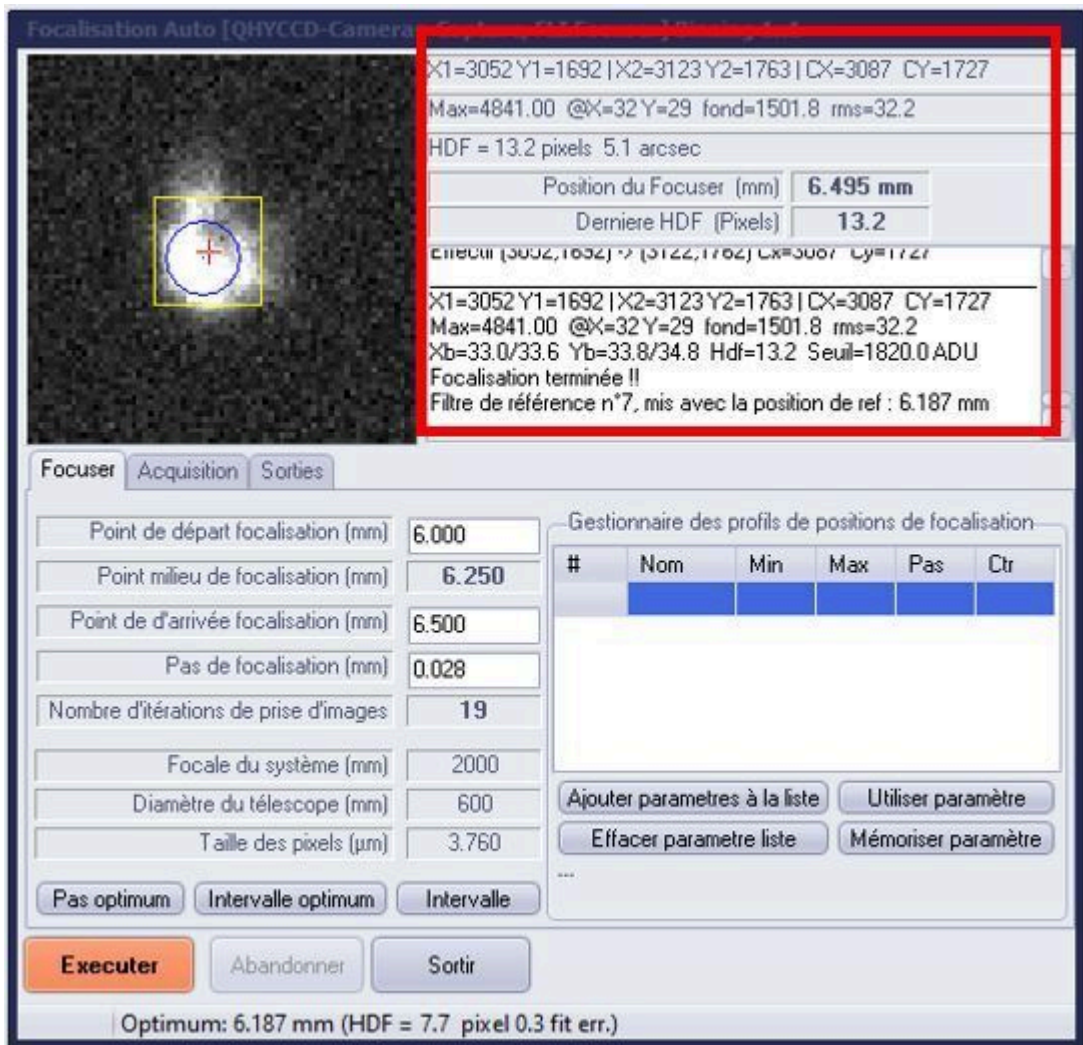 Focalisation Auto [QHYCCD-Cameras
X1=3052 Y1=1692 | X2=3123 Y2=1763 | CX=3087 CY=1727
Max=4841.00 @X=32 Y=29 fond=1501.8 rms=32.2
HDF = 13.2 pixels 5.1 arcsec
Position du Focuser (mm) 6.495 mm
Derniere HDF (Pixels) 13.2
X1=3052 Y1=1692 | X2=3123 Y2=1763 | CX=3087 CY=1727
Max=4841.00 @X=32 Y=29 fond=1501.8 rms=32.2
Xb=33.0/33.6 Yb=33.8/34.8 Hdf=13.2 Seuil=1820.0 ADU
Focalisation terminée !!
Filtre de référence n°7, mis avec la position de ref : 6.187 mm
Focuser Acquisition Sorties
Point de départ focalisation (mm) 6.000
Point milieu de focalisation (mm) 6.250
Point de d'arrivée focalisation (mm) 6.500
Pas de focalisation (mm) 0.028
Nombre d'itérations de prise d'images 19
Focale du système (mm) 2000
Diamètre du télescope (mm) 600
Taille des pixels (µm) 3.760
Pas optimum Intervalle optimum Intervalle
Gestionnaire des profils de positions de focalisation
# Nom Min Max Pas Ctr
Ajouter parametres à la liste Utiliser paramètre
Effacer parametre liste Mémoriser paramètre
...
Executer Abandonner Sortir
Optimum: 6.187 mm (HDF = 7.7 pixel 0.3 fit err.)